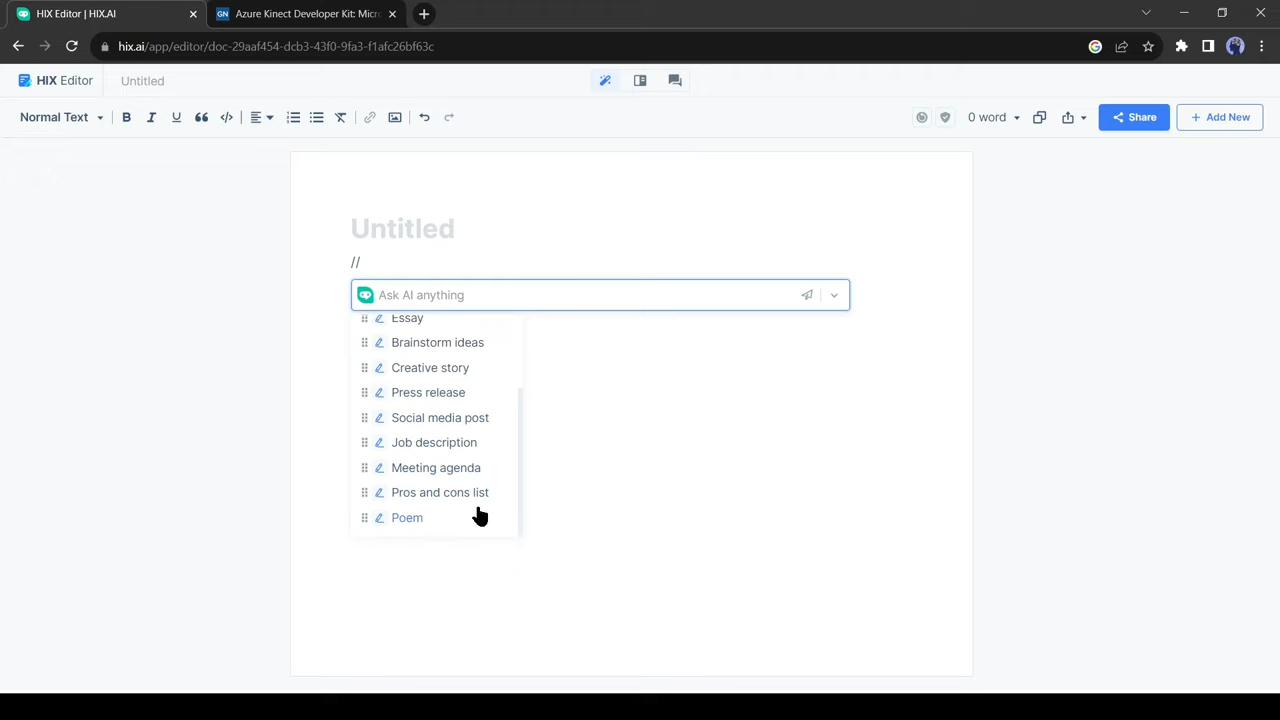 HIX Editor | HIX.AI
GN Azure Kinect Developer Kit: Micro
hix.ai/app/editor/doc-29aaf454-dcb3-43f0-9fa3-f1afc26bf63c
HIX Editor Untitled
Normal Text B I U 0 word Share + Add New
Untitled
//
Ask AI anything
Essay
Brainstorm ideas
Creative story
Press release
Social media post
Job description
Meeting agenda
Pros and cons list
Poem